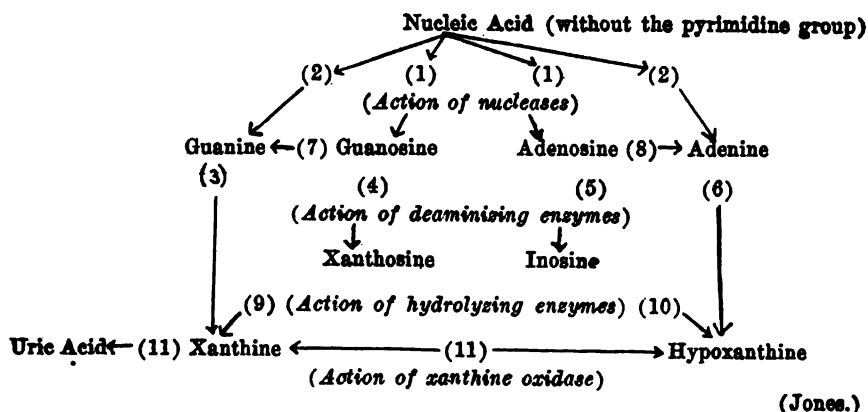 Nucleic Acid (without the pyrimidine group)
(2) (1) (1) (2)
(Action of nucleases)
Guanine (7) Guanosine Adenosine (8) Adenine
(3) (4) (5) (6)
(Action of deaminizing enzymes)
Xanthosine Inosine
(9) (Action of hydrolyzing enzymes) (10)
Uric Acid (11) Xanthine (11) Hypoxanthine
(Action of xanthine oxidase)
(Jones.)